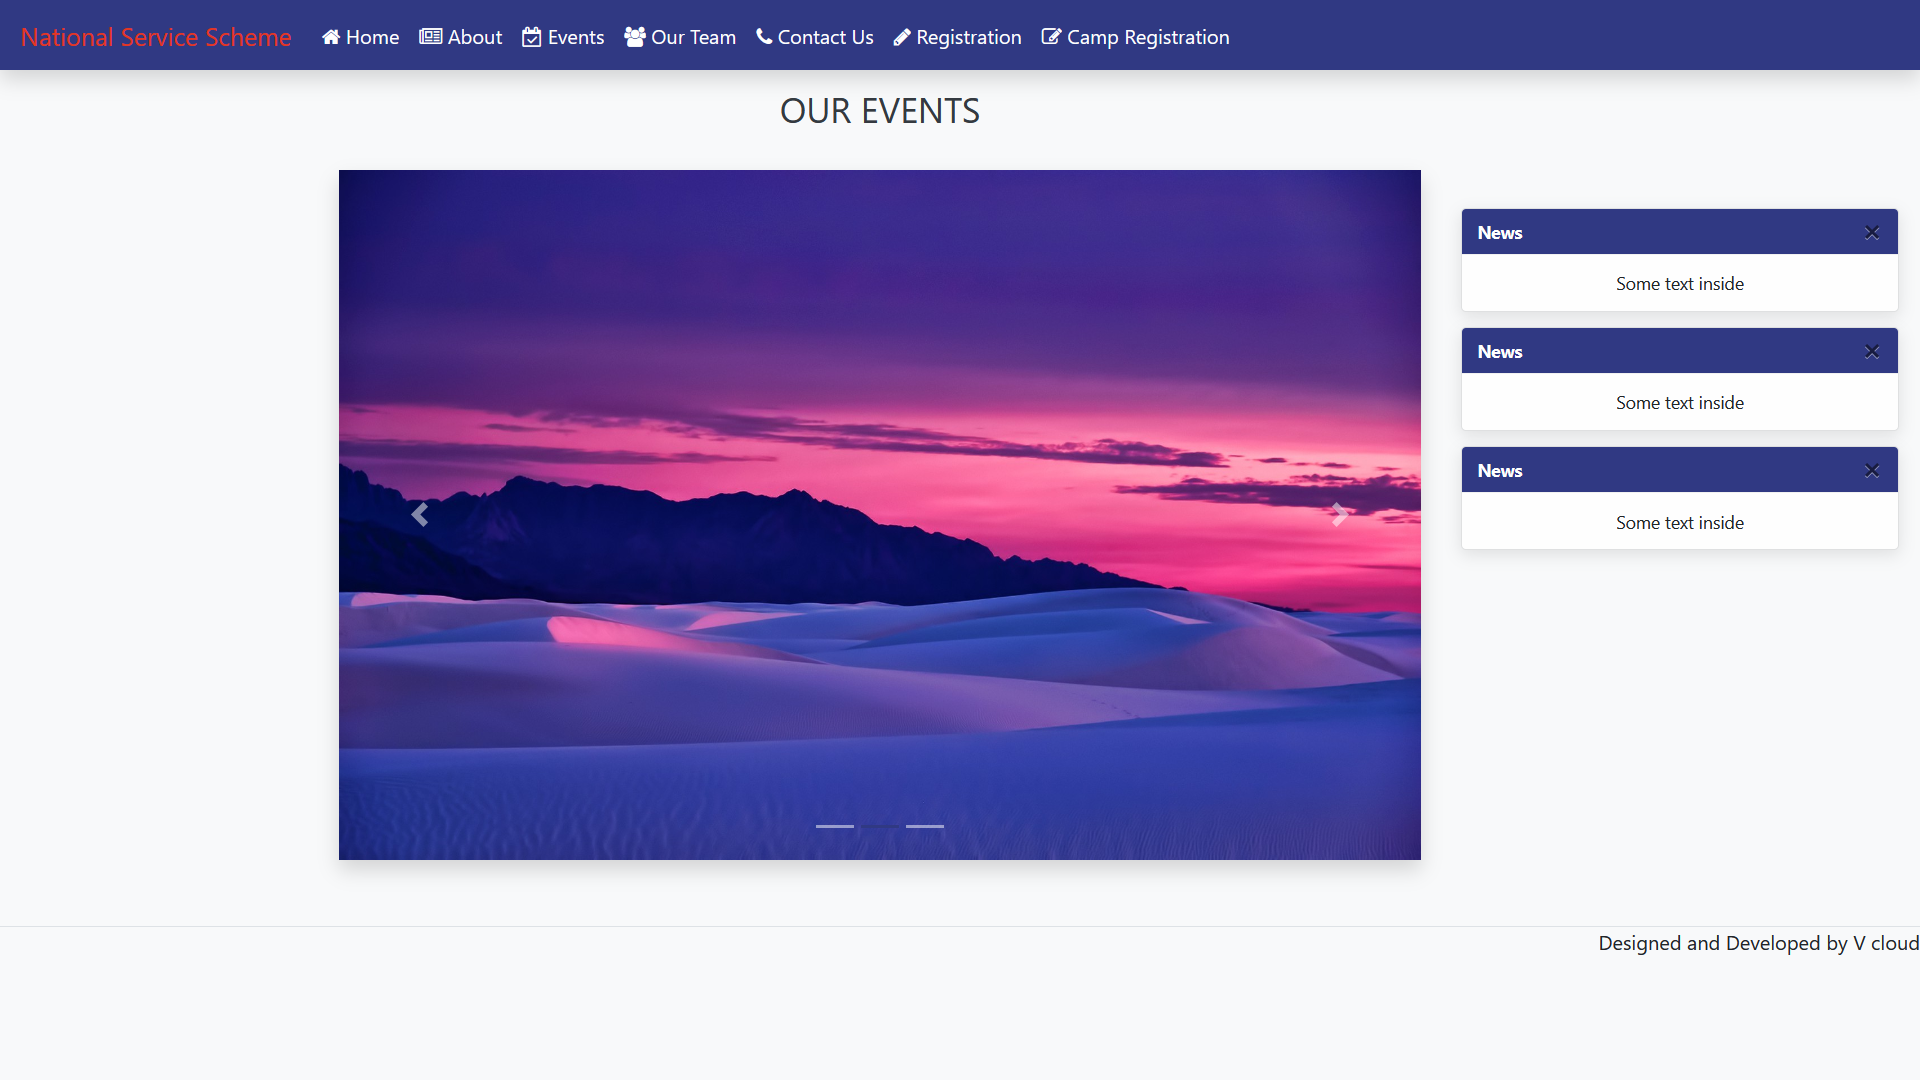 National Service Scheme Home About Events Our Team Contact Us Registration Camp Registration
OUR EVENTS
News
Some text inside
News
Some text inside
News
Some text inside
Designed and Developed by V cloud